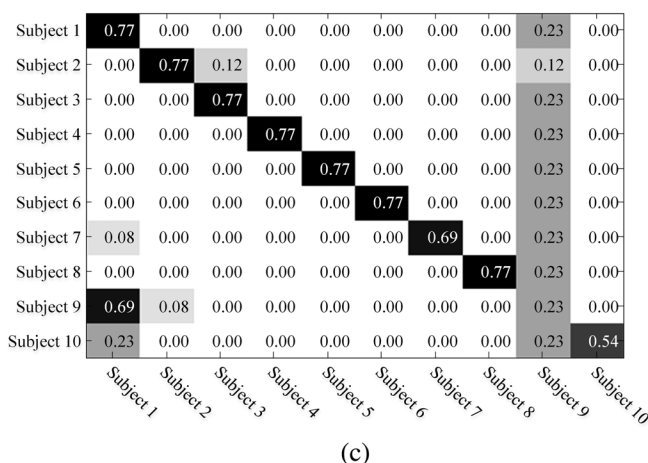 Subject 1 0.77 0.00 0.00 0.00 0.00 0.00 0.00 0.00 0.23 0.00
Subject 2 0.00 0.77 0.12 0.00 0.00 0.00 0.00 0.00 0.12 0.00
Subject 3 0.00 0.00 0.77 0.00 0.00 0.00 0.00 0.00 0.23 0.00
Subject 4 0.00 0.00 0.00 0.77 0.00 0.00 0.00 0.00 0.23 0.00
Subject 5 0.00 0.00 0.00 0.00 0.77 0.00 0.00 0.00 0.23 0.00
Subject 6 0.00 0.00 0.00 0.00 0.00 0.77 0.00 0.00 0.23 0.00
Subject 7 0.08 0.00 0.00 0.00 0.00 0.00 0.69 0.00 0.23 0.00
Subject 8 0.00 0.00 0.00 0.00 0.00 0.00 0.00 0.77 0.23 0.00
Subject 9 0.69 0.08 0.00 0.00 0.00 0.00 0.00 0.00 0.23 0.00
Subject 10 0.23 0.00 0.00 0.00 0.00 0.00 0.00 0.00 0.23 0.54
Subject 1 Subject 2 Subject 3 Subject 4 Subject 5 Subject 6 Subject 7 Subject 8 Subject 9 Subject 10
(c)